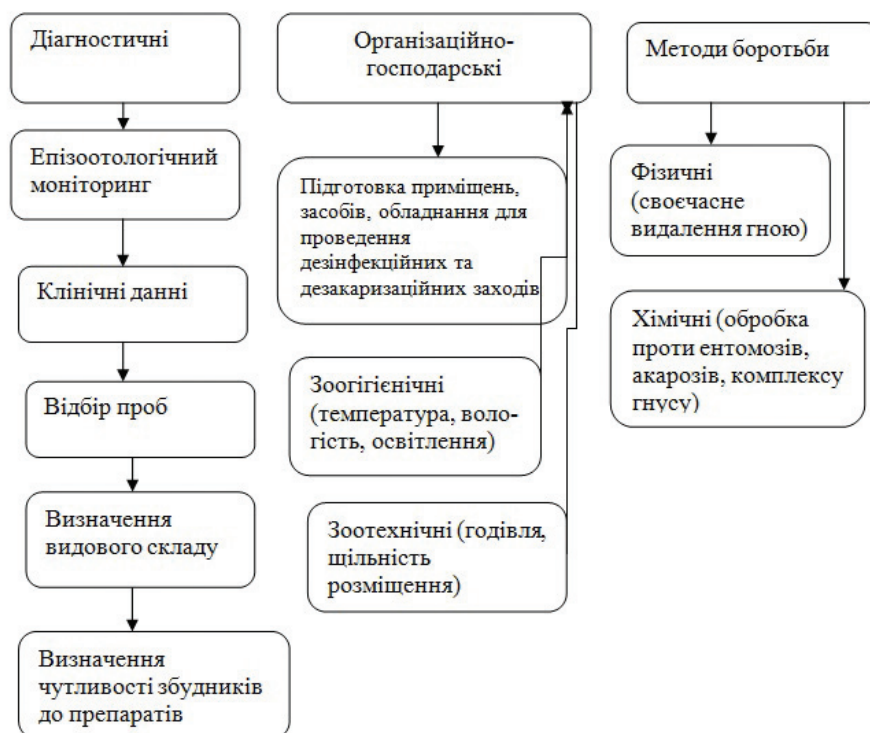 Діагностичні
Епізоотологічний
моніторинг
Клінічні данні
Відбір проб
Визначення
видового складу
Визначення
чутливості збудників
до препаратів
Організаційно-
господарські
Підготовка приміщень,
засобів, обладнання для
проведення
дезінфекційних та
дезакаризаційних заходів
Зоогігієнічні
(температура, воло-
гість, освітлення)
Зоотехнічні (годівля,
щільність
розміщення)
Методи боротьби
Фізичні
(своєчасне
видалення гною)
Хімічні (обробка
проти ентомозів,
акарозів, комплексу
гнусу)